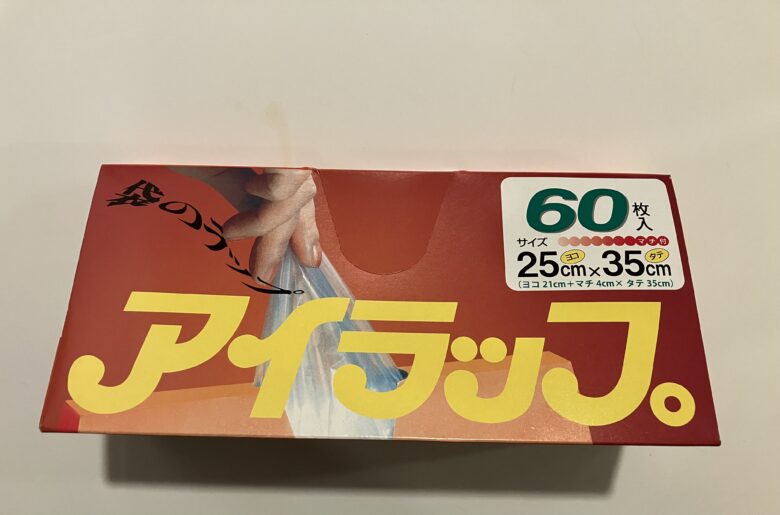 袋のラップ。
60枚入
サイズ マチ付
ヨコ タテ
25cm×35cm
(ヨコ 21cm+マチ 4cm× タテ 35cm)
アイラップ。